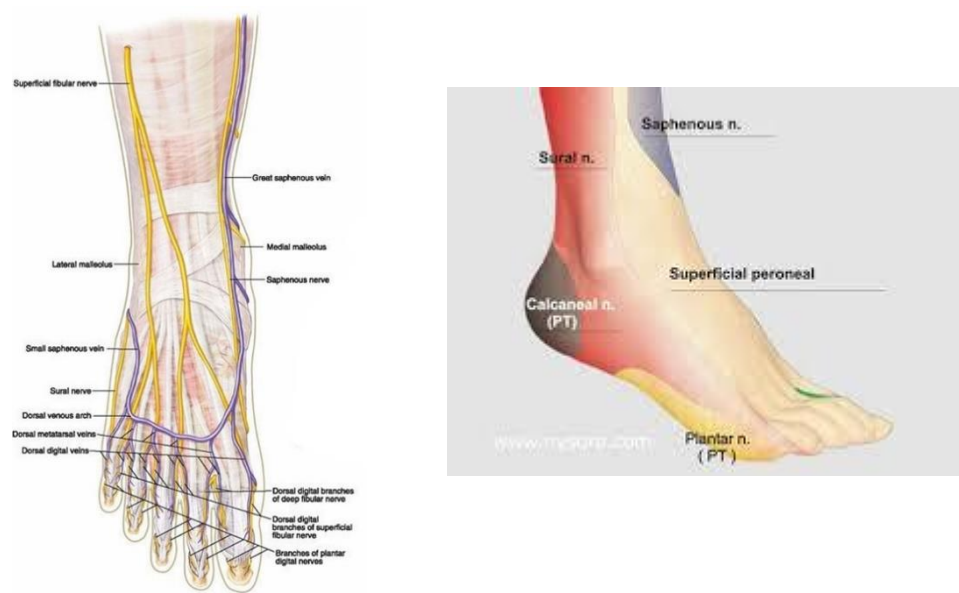 Superficial fibular nerve
Great saphenous vein
Medial malleolus
Lateral malleolus
Saphenous nerve
Small saphenous vein
Sural nerve
Dorsal venous arch
Dorsal metatarsal veins
Dorsal digital veins
Dorsal digital branches
of deep fibular nerve
Dorsal digital
branches of superficial
fibular nerve
Branches of plantar
digital nerves
Saphenous n.
Sural n.
Superficial peroneal
Calcaneal n.
(PT)
Plantar n.
( PT )